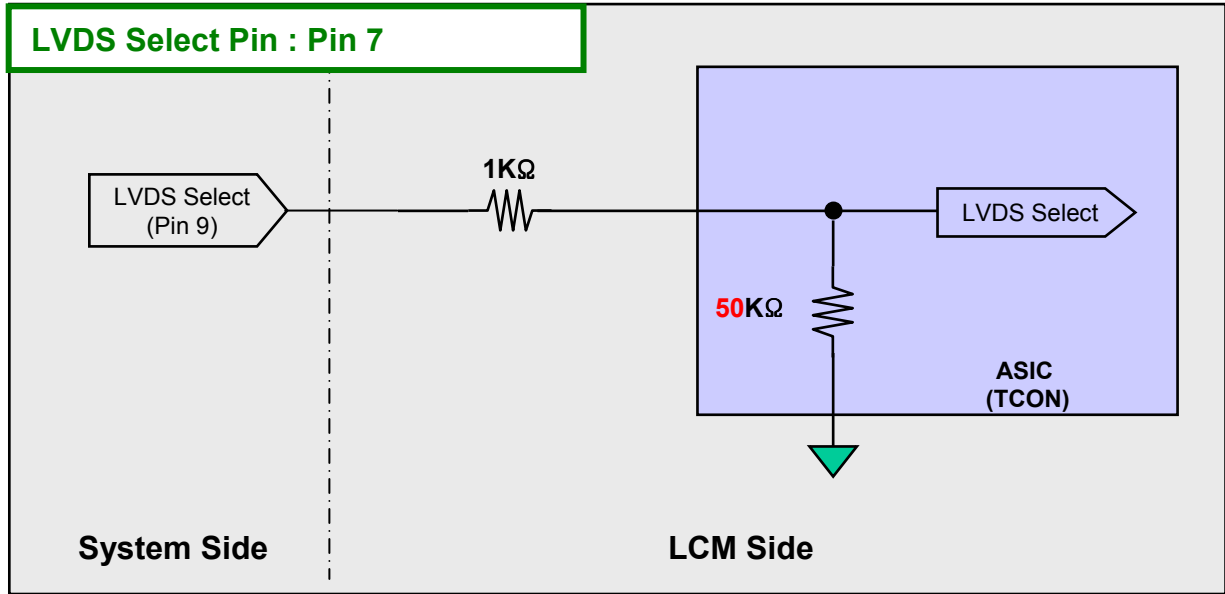 LVDS Select Pin : Pin 7
1KΩ
LVDS Select
(Pin 9)
LVDS Select
50KΩ
ASIC
(TCON)
System Side
LCM Side